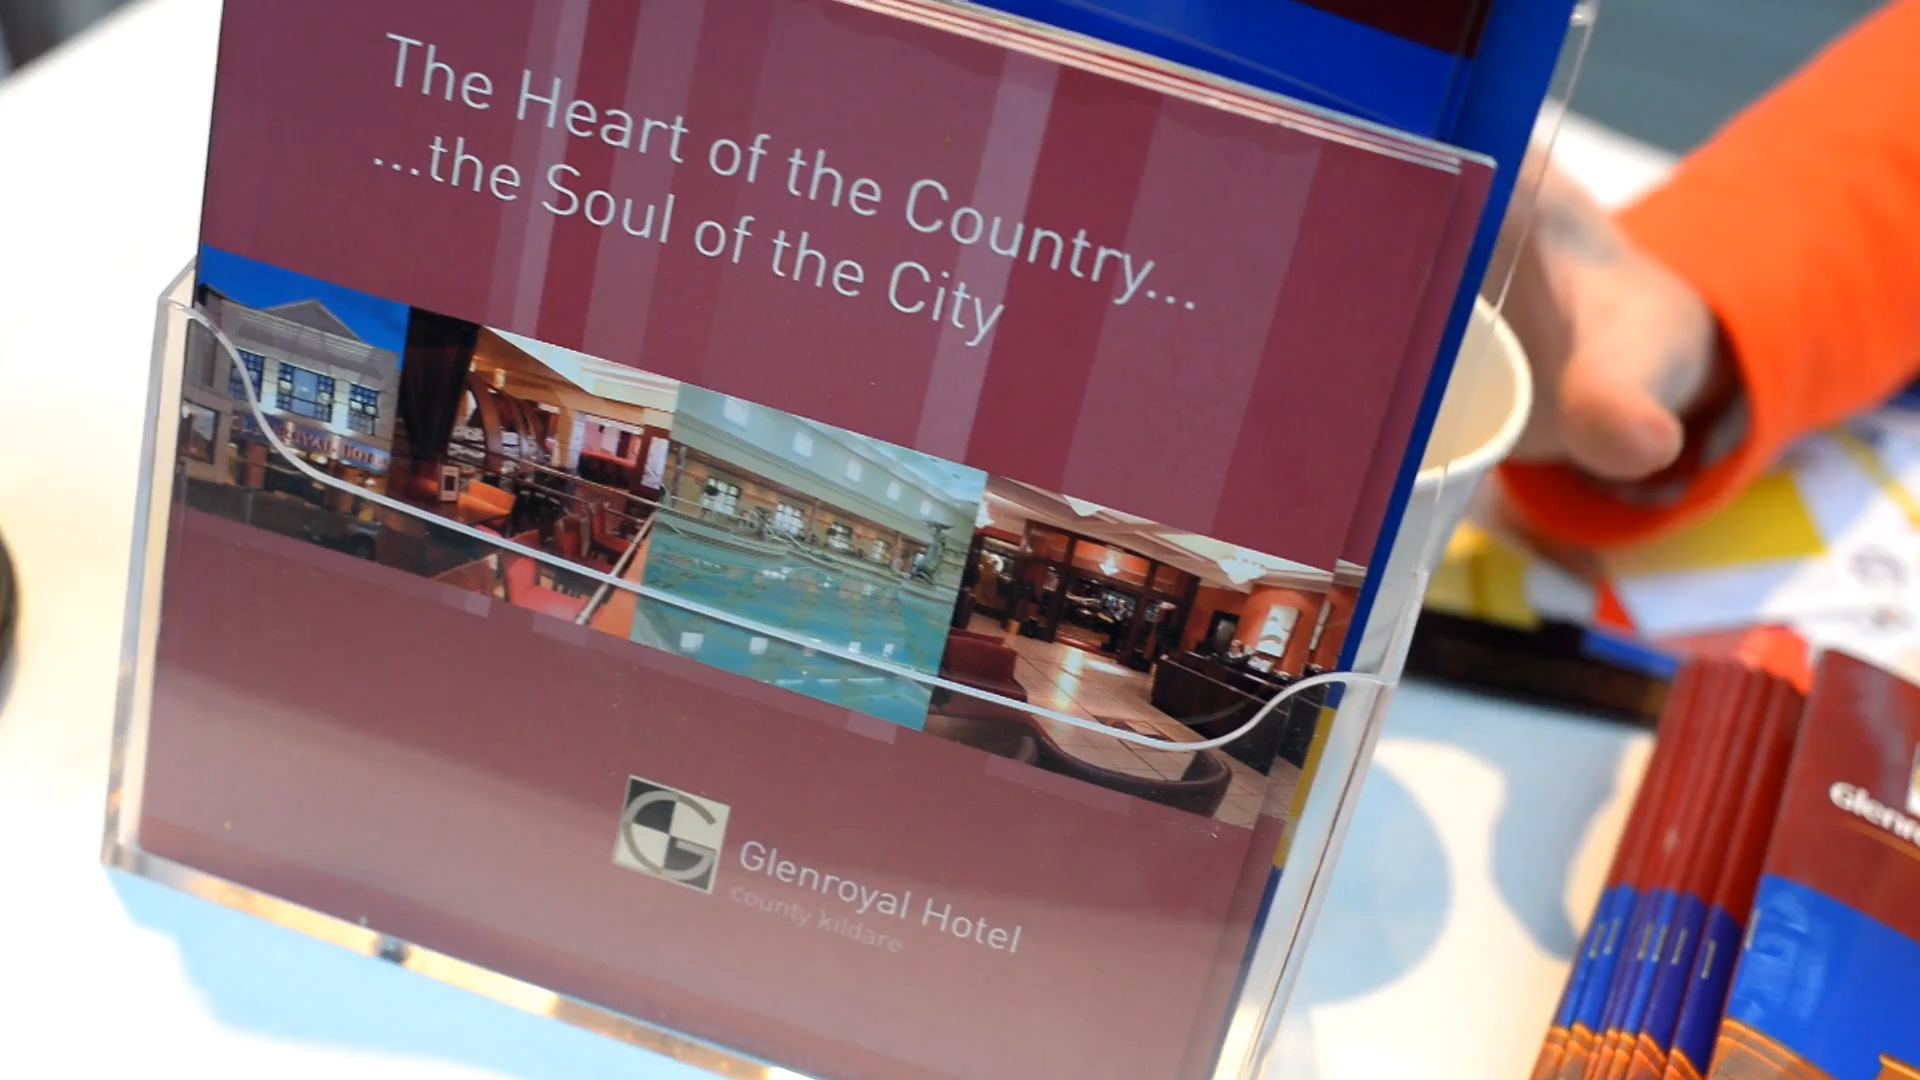 The Heart of the Country...
...the Soul of the City
G
Glenroyal Hotel
county kildare